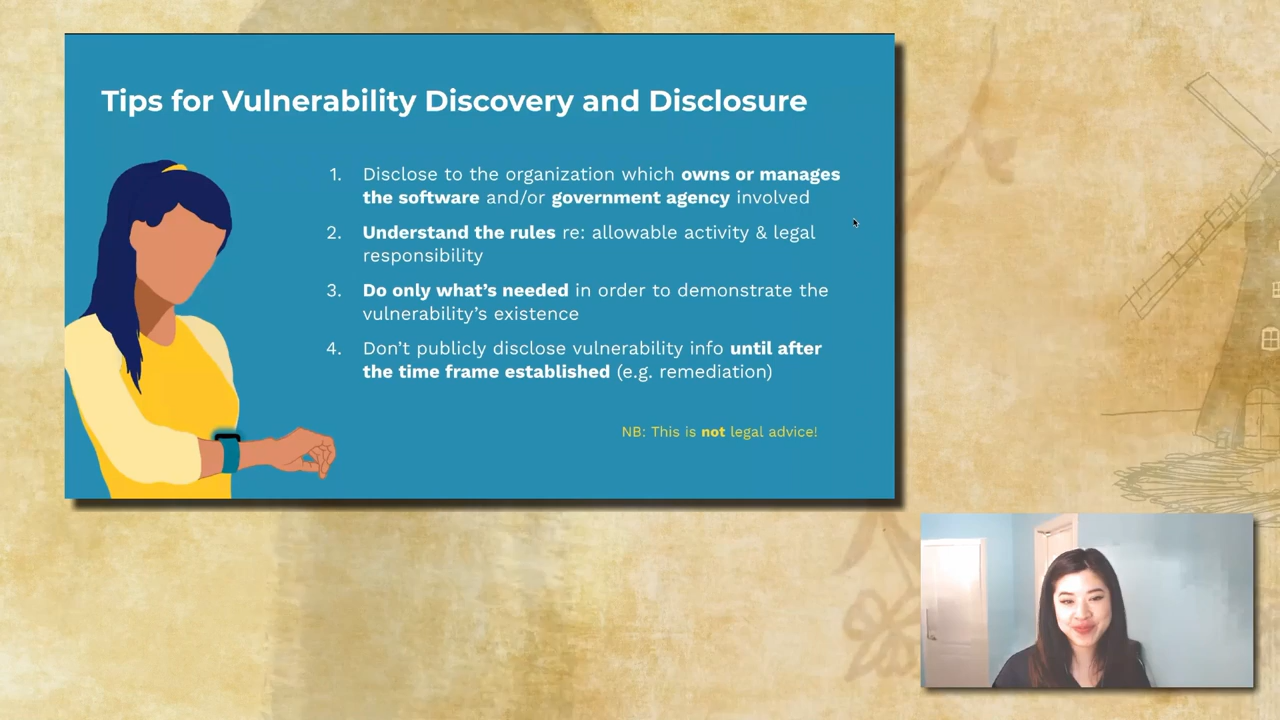 Tips for Vulnerability Discovery and Disclosure
1. Disclose to the organization which owns or manages
the software and/or government agency involved
2. Understand the rules re: allowable activity & legal
responsibility
3. Do only what's needed in order to demonstrate the
vulnerability's existence
4. Don't publicly disclose vulnerability info until after
the time frame established (e.g. remediation)
NB: This is not legal advice!